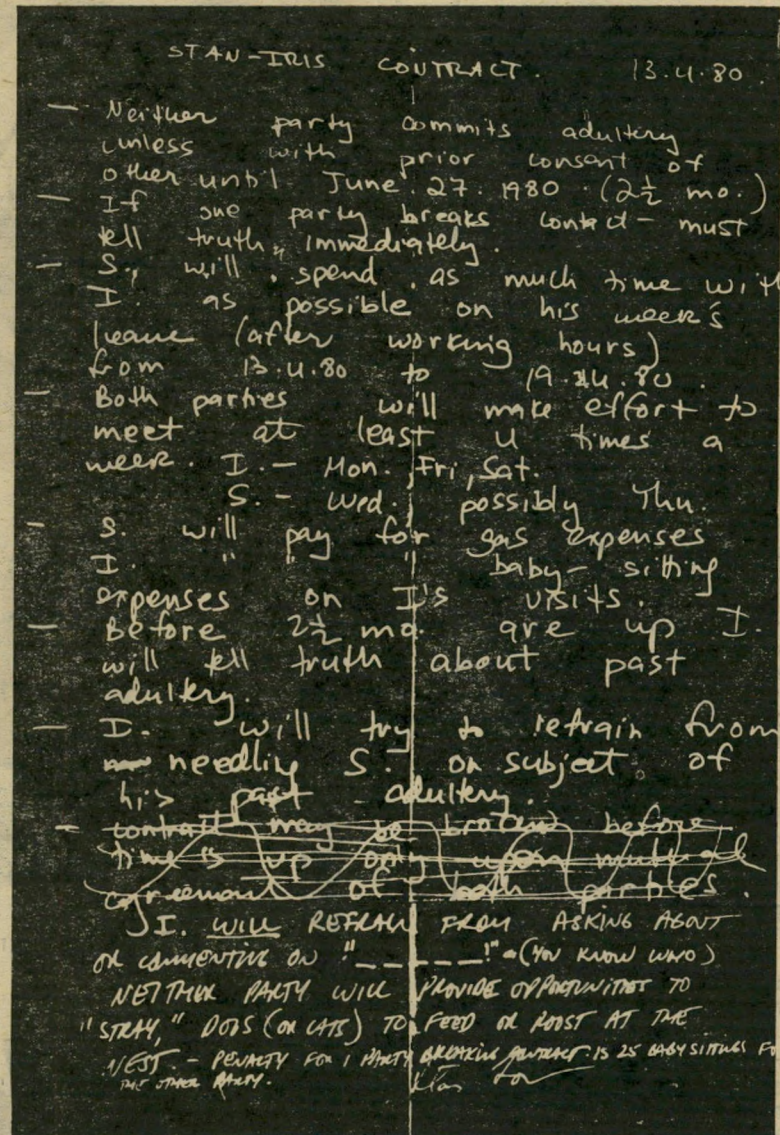 STAN-IRIS CONTRACT. 13.4.80.
— Neither party commits adultery
unless with prior consent of
other until June. 27. 1980. (2½ mo.)
— If one party breaks contact - must
tell truth, immediately.
— S., will, spend as much time with
I. as possible on his week's
leave (after working hours)
from 13.4.80 to 19.4.80.
— Both parties will make effort to
meet at least 4 times a
week. I. - Mon., Fri, Sat.
S. - Wed. possibly Thu.
— S. will pay for gas expenses
I. " " " baby-sitting
expenses on I's visits.
— Before 2½ mo. are up I.
will tell truth about past
adultery.
— I. will try to refrain from
needling S. on subject of
his past adultery.
— contract may be broken before
time is up only upon mutual
agreement of both parties.
I. WILL REFRAIN FROM ASKING ABOUT
OR COMMENTING ON "______!" - (YOU KNOW WHO)
NEITHER PARTY WILL PROVIDE OPPORTUNITIES TO
"STRAY," DOGS (OR CATS) TO FEED OR ROOST AT THE
NEST. - PENALTY FOR 1 PARTY BREAKING CONTRACT. IS 25 BABYSITTINGS FO
THE OTHER PARTY. Stan